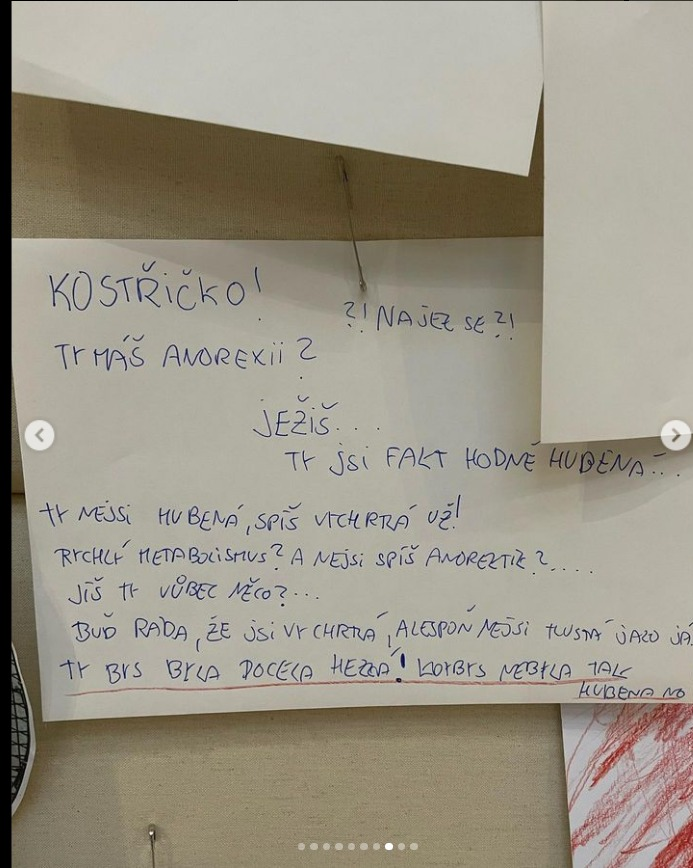 KOSTŘiČKO!
?! NAJEZ SE ?!
TY MÁŠ ANOREXii ?
JEŽiŠ...
TY jsi FAKT HODNĚ HUBENÁ...
TY NEJSI HUBENÁ, SPÍŠ VYCHRTLÁ UŽ!
RYCHLÝ METABOLISMUS? A NEJSI SPÍŠ ANOREKTIK?....
JÍŠ TY VŮBEC NĚCO?...
BUĎ RÁDA, ŽE jsi VYCHRTLÁ, ALESPOŇ NEJSI TLUSTÁ JAKO JÁ
TY BYS BYLA DOCELA HEZKÁ! KDYBYS NEBYLA TAK
HUBENÁ NO